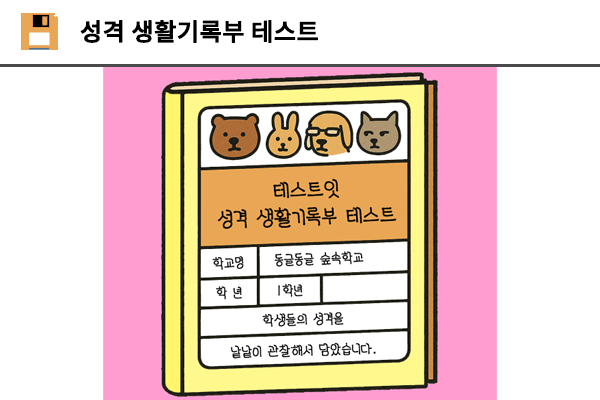 성격 생활기록부 테스트
테스트잇
성격 생활기록부 테스트
학교명 동글동글 숲속학교
학 년 1학년
학생들의 성격을
낱낱이 관찰해서 담았습니다.